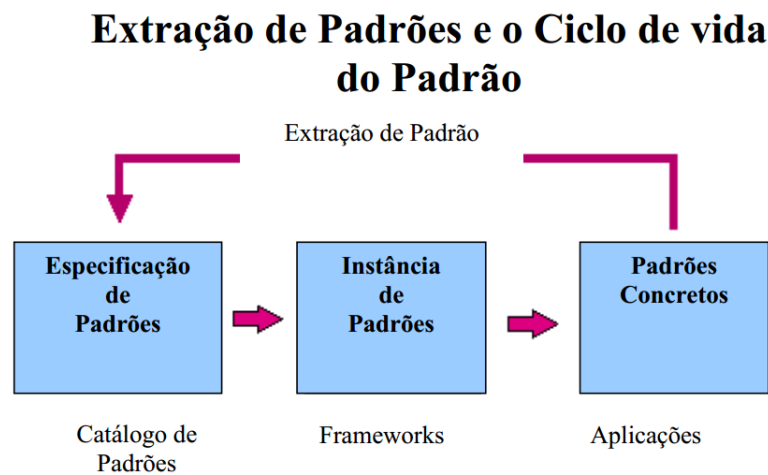 Extração de Padrões e o Ciclo de vida
do Padrão
Extração de Padrão
Especificação
de
Padrões
Instância
de
Padrões
Padrões
Concretos
Catálogo de
Padrões
Frameworks
Aplicações